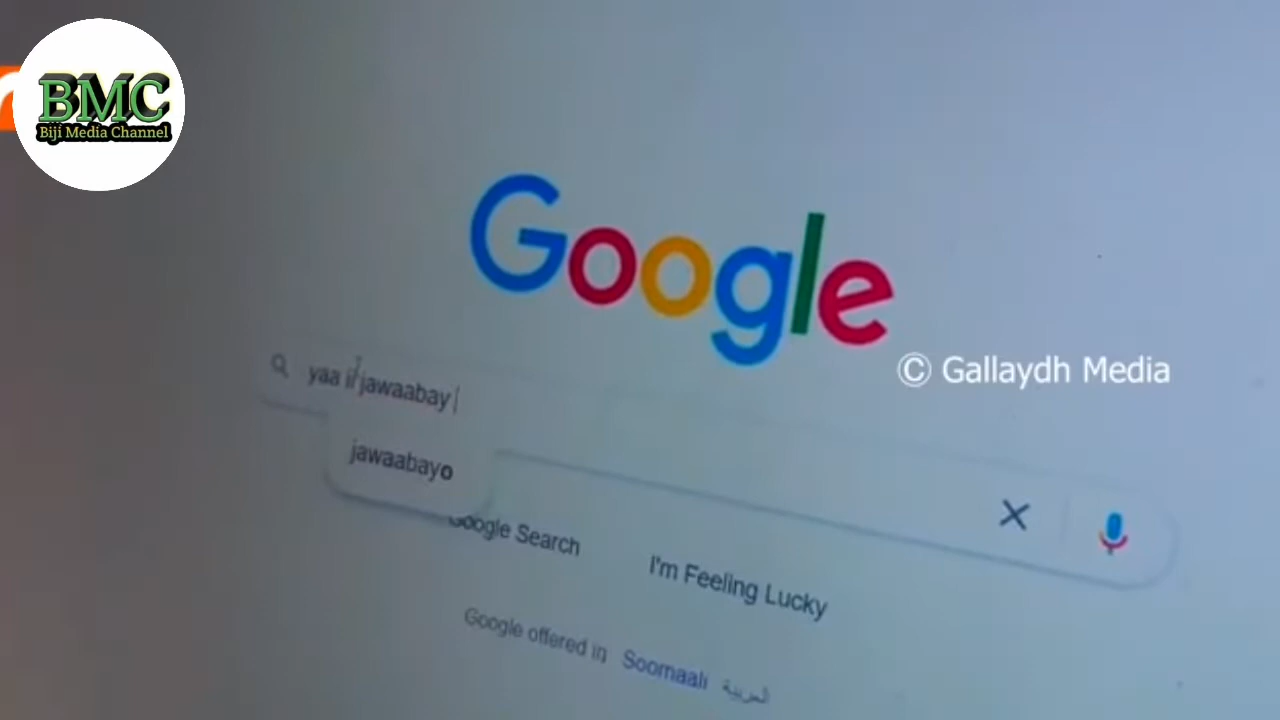 BMC
Biji Media Channel
Google
© Gallaydh Media
yaa ii jawaabay
jawaabayo
Google Search
I'm Feeling Lucky
Google offered in Soomaali العربية